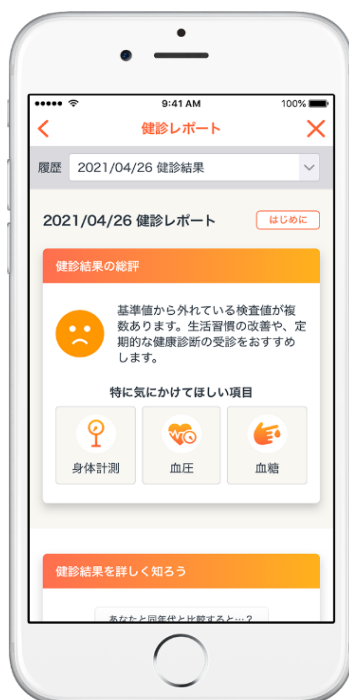 9:41 AM
100%
健診レポート
履歴 2021/04/26 健診結果
2021/04/26 健診レポート はじめに
健診結果の総評
基準値から外れている検査値が複
数あります。生活習慣の改善や、定
期的な健康診断の受診をおすすめ
します。
特に気にかけてほしい項目
身体計測 血圧 血糖
健診結果を詳しく知ろう
あなたと同年代と比較すると…?